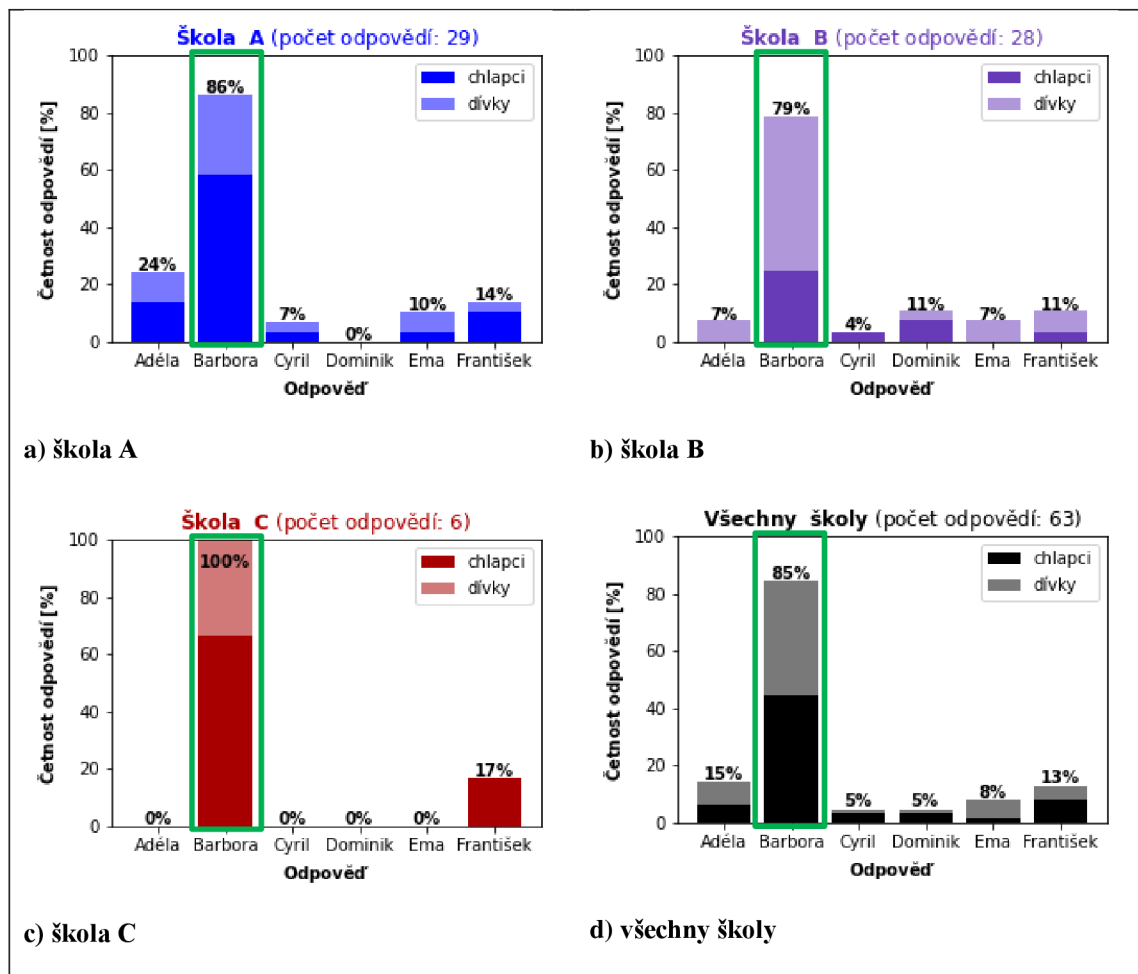 Škola A (počet odpovědí: 29)
Četnost odpovědí [%]
100
80
60
40
20
0
24%
86%
7%
0%
10%
14%
chlapci
dívky
Adéla Barbora Cyril Dominik Ema František
Odpověď
a) škola A
Škola B (počet odpovědí: 28)
Četnost odpovědí [%]
100
80
60
40
20
0
7%
79%
4%
11%
7%
11%
chlapci
dívky
Adéla Barbora Cyril Dominik Ema František
Odpověď
b) škola B
Škola C (počet odpovědí: 6)
Četnost odpovědí [%]
100
80
60
40
20
0
0%
100%
0%
0%
0%
17%
chlapci
dívky
Adéla Barbora Cyril Dominik Ema František
Odpověď
c) škola C
Všechny školy (počet odpovědí: 63)
Četnost odpovědí [%]
100
80
60
40
20
0
15%
85%
5%
5%
8%
13%
chlapci
dívky
Adéla Barbora Cyril Dominik Ema František
Odpověď
d) všechny školy